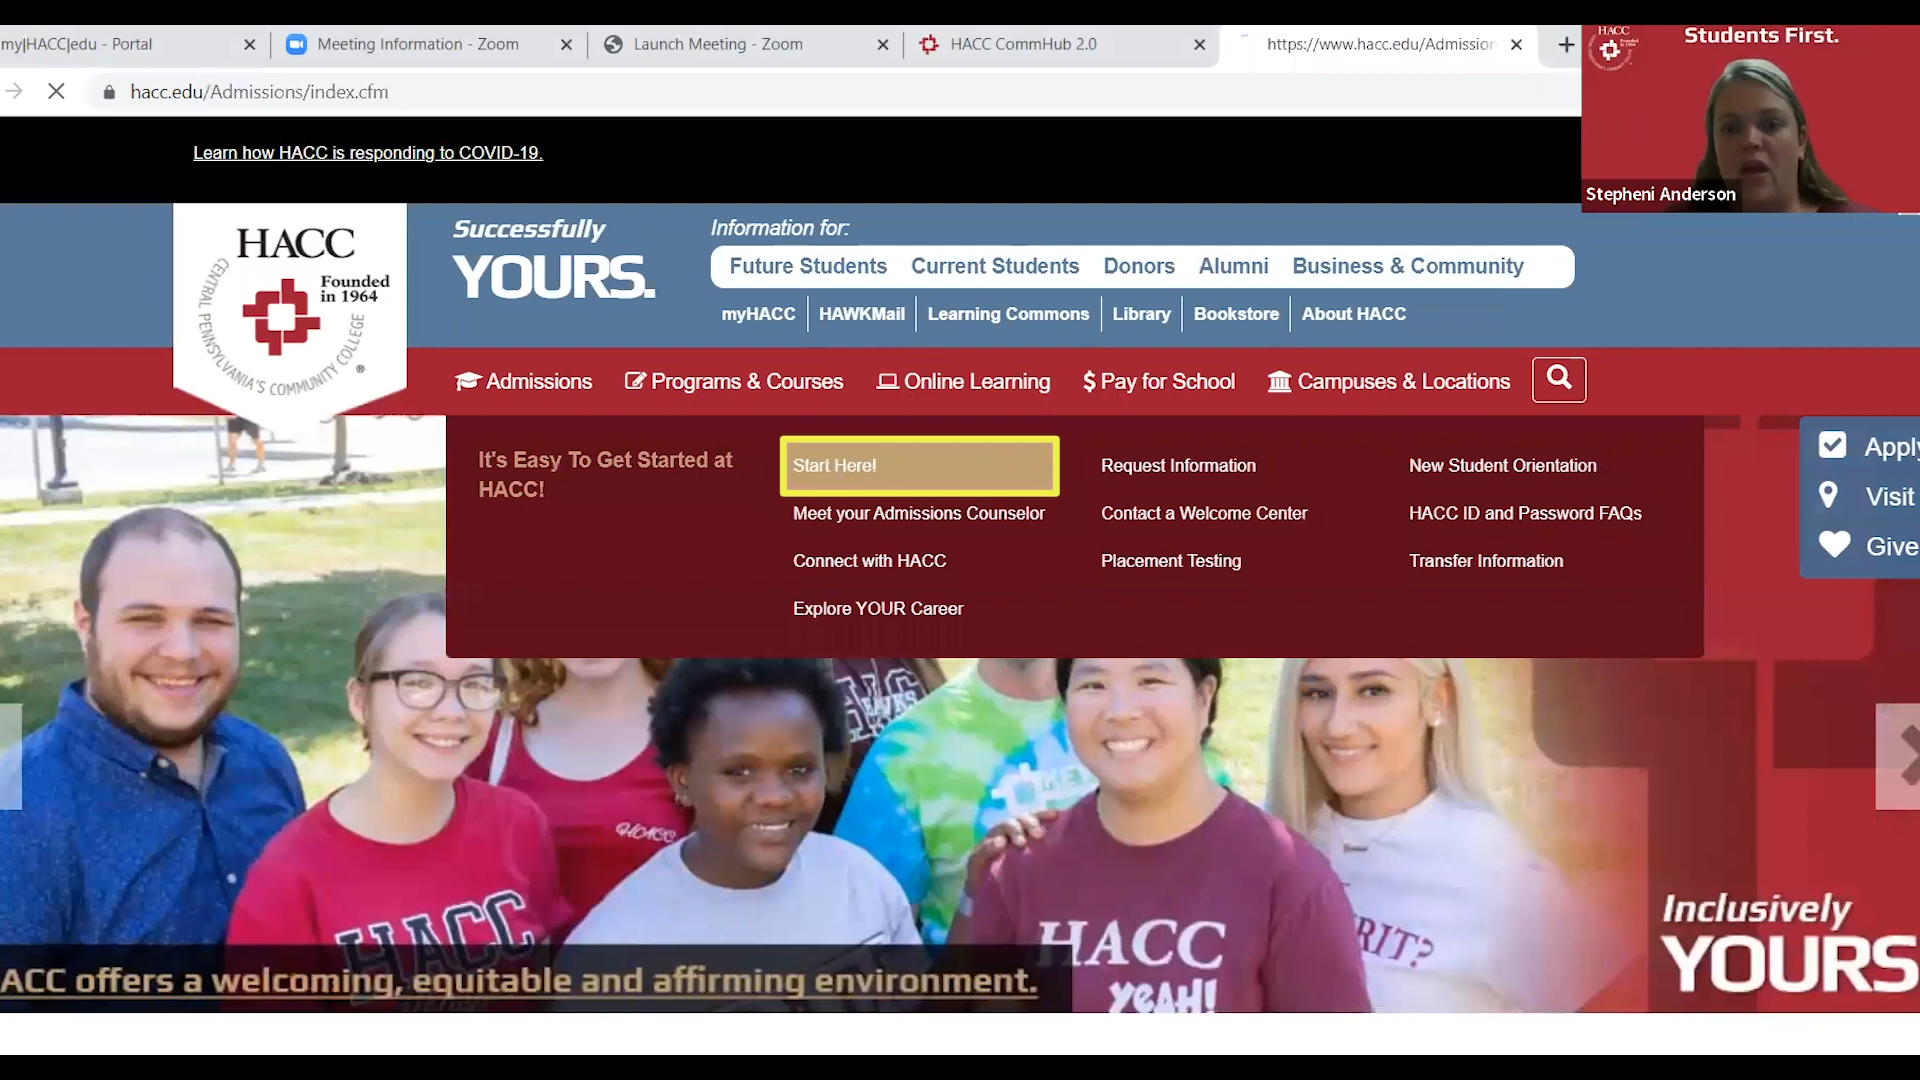 my|HACC|edu - Portal
Meeting Information - Zoom
Launch Meeting - Zoom
HACC CommHub 2.0
https://www.hacc.edu/Admission
hacc.edu/Admissions/index.cfm
HACC
Students First.
Stepheni Anderson
Learn how HACC is responding to COVID-19.
HACC
Founded
in 1964
CENTRAL PENNSYLVANIA'S COMMUNITY COLLEGE
®
Successfully
YOURS.
Information for:
Future Students Current Students Donors Alumni Business & Community
myHACC HAWKMail Learning Commons Library Bookstore About HACC
Admissions Programs & Courses Online Learning $ Pay for School Campuses & Locations
It's Easy To Get Started at
HACC!
Start Here!
Meet your Admissions Counselor
Connect with HACC
Explore YOUR Career
Request Information
Contact a Welcome Center
Placement Testing
New Student Orientation
HACC ID and Password FAQs
Transfer Information
Apply
Visit
Give
HAWKS
HACC
HACC
HACC
YEAH!
RIT?
Inclusively
YOURS
ACC offers a welcoming, equitable and affirming environment.